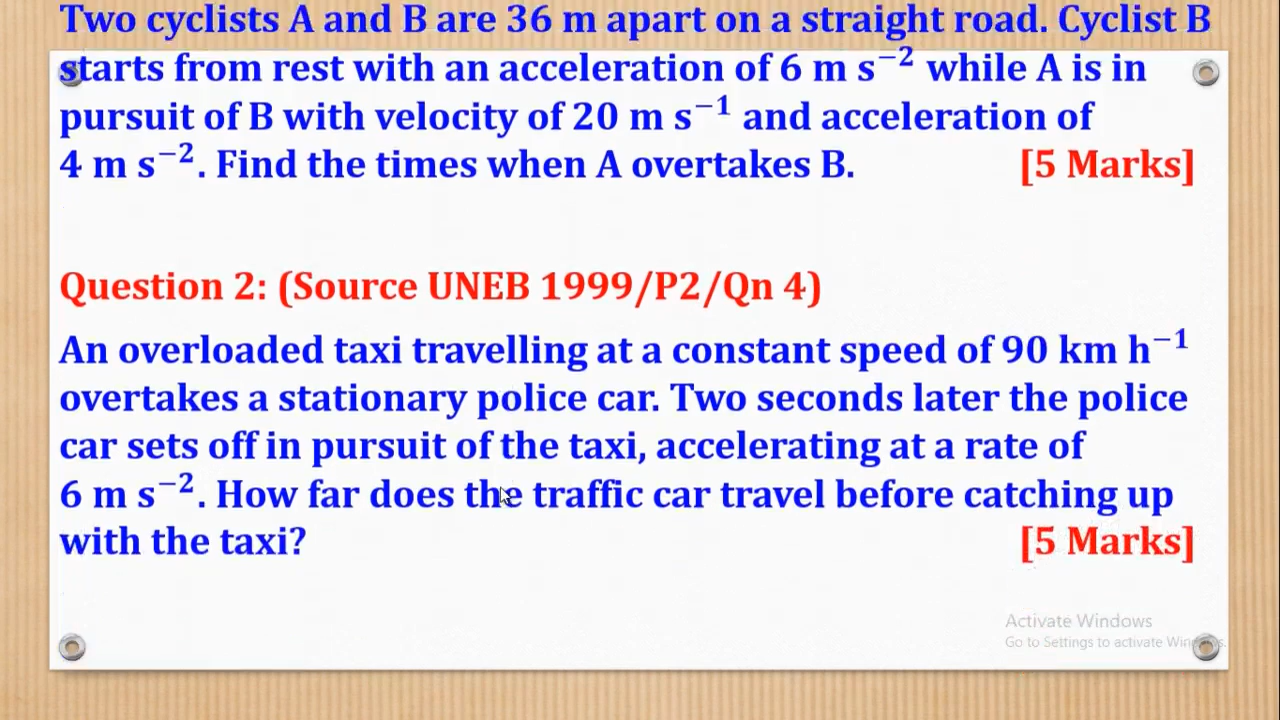 Two cyclists A and B are 36 m apart on a straight road. Cyclist B
starts from rest with an acceleration of 6 m s⁻² while A is in
pursuit of B with velocity of 20 m s⁻¹ and acceleration of
4 m s⁻². Find the times when A overtakes B. [5 Marks]
Question 2: (Source UNEB 1999/P2/Qn 4)
An overloaded taxi travelling at a constant speed of 90 km h⁻¹
overtakes a stationary police car. Two seconds later the police
car sets off in pursuit of the taxi, accelerating at a rate of
6 m s⁻². How far does the traffic car travel before catching up
with the taxi? [5 Marks]
Activate Windows
Go to Settings to activate Windows.